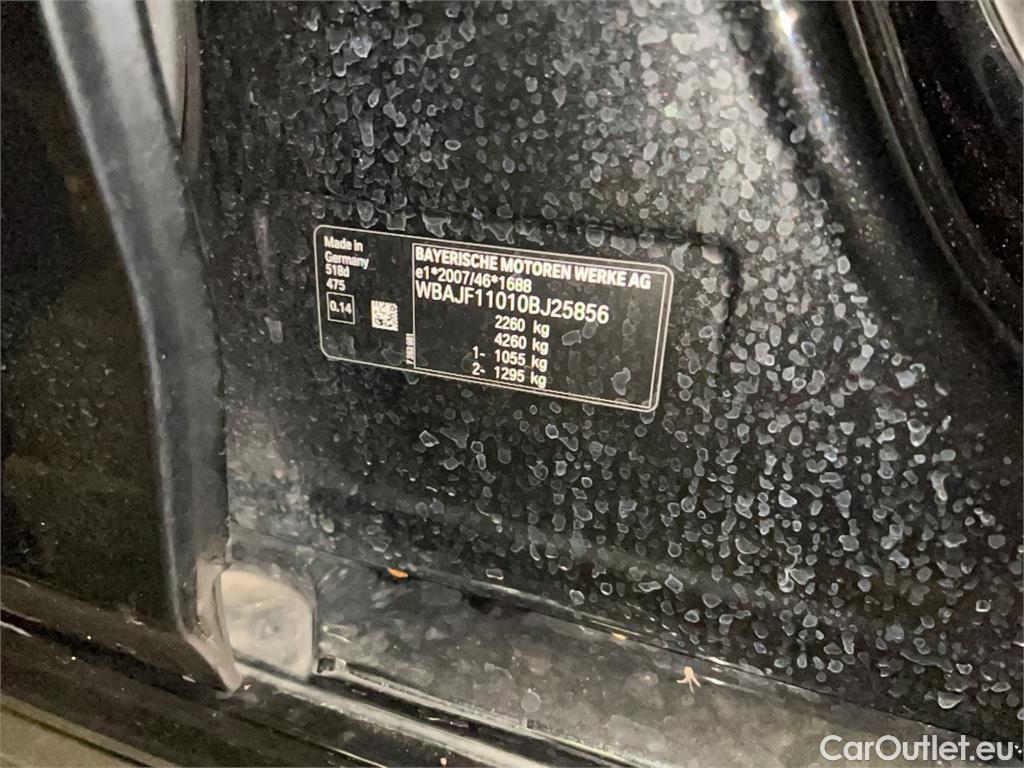 Made in
Germany
518d
475
0.14
BAYERISCHE MOTOREN WERKE AG
e1*2007/46*1688
WBAJF11010BJ25856
2260 kg
4260 kg
1- 1055 kg
2- 1295 kg
CarOutlet.eu